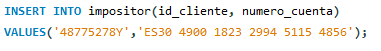 INSERT INTO impositor(id_cliente, numero_cuenta)
VALUES('48775278Y','ES30 4900 1823 2994 5115 4856');